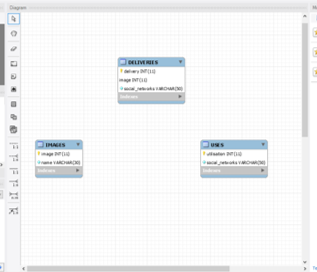 Diagram
DELIVERIES
delivery INT(11)
image INT(11)
social_networks VARCHAR(50)
Indexes
IMAGES
image INT(11)
name VARCHAR(50)
Indexes
USES
utilisation INT(11)
social_networks VARCHAR(50)
Indexes
1:1
1:n
1:1
1:n
n:m